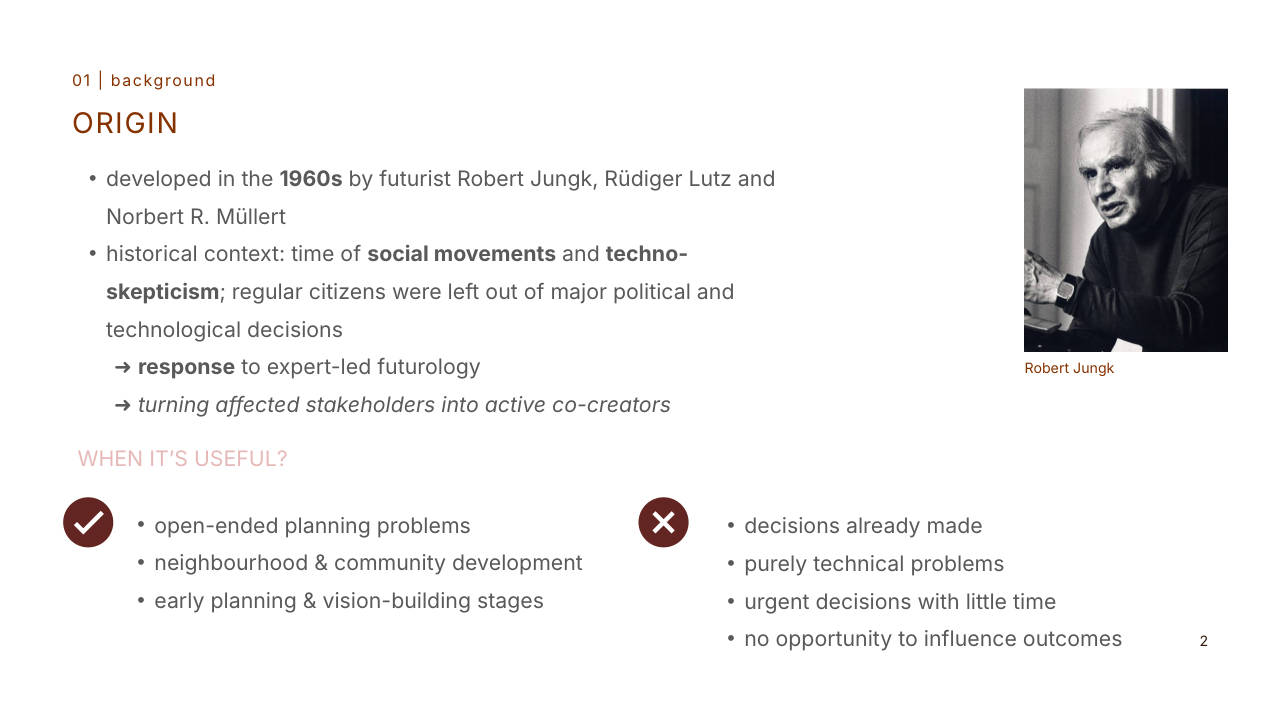 01 | background
ORIGIN
• developed in the 1960s by futurist Robert Jungk, Rüdiger Lutz and
Norbert R. Müllert
• historical context: time of social movements and techno-
skepticism; regular citizens were left out of major political and
technological decisions
➜ response to expert-led futurology
➜ turning affected stakeholders into active co-creators
Robert Jungk
WHEN IT’S USEFUL?
• open-ended planning problems
• neighbourhood & community development
• early planning & vision-building stages
• decisions already made
• purely technical problems
• urgent decisions with little time
• no opportunity to influence outcomes
2